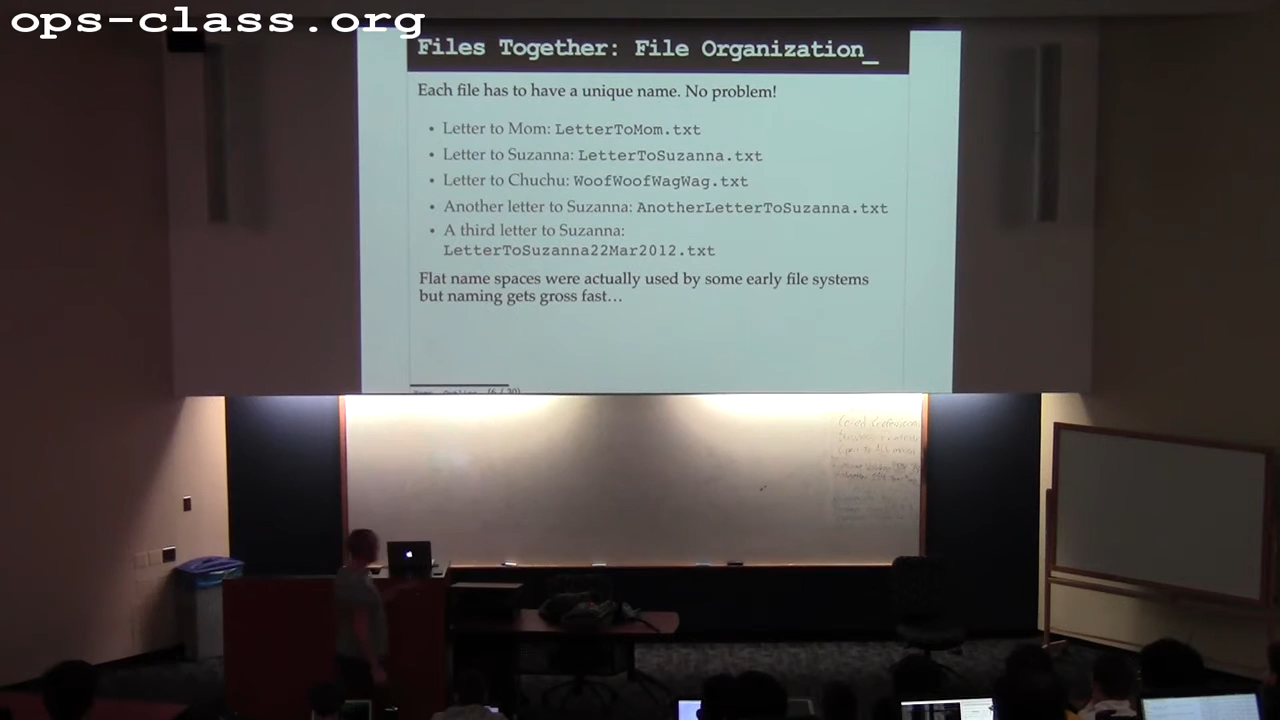 ops-class.org
Files Together: File Organization_
Each file has to have a unique name. No problem!
• Letter to Mom: LetterToMom.txt
• Letter to Suzanna: LetterToSuzanna.txt
• Letter to Chuchu: WoofWoofWagWag.txt
• Another letter to Suzanna: AnotherLetterToSuzanna.txt
• A third letter to Suzanna:
LetterToSuzanna22Mar2012.txt
Flat name spaces were actually used by some early file systems
but naming gets gross fast…